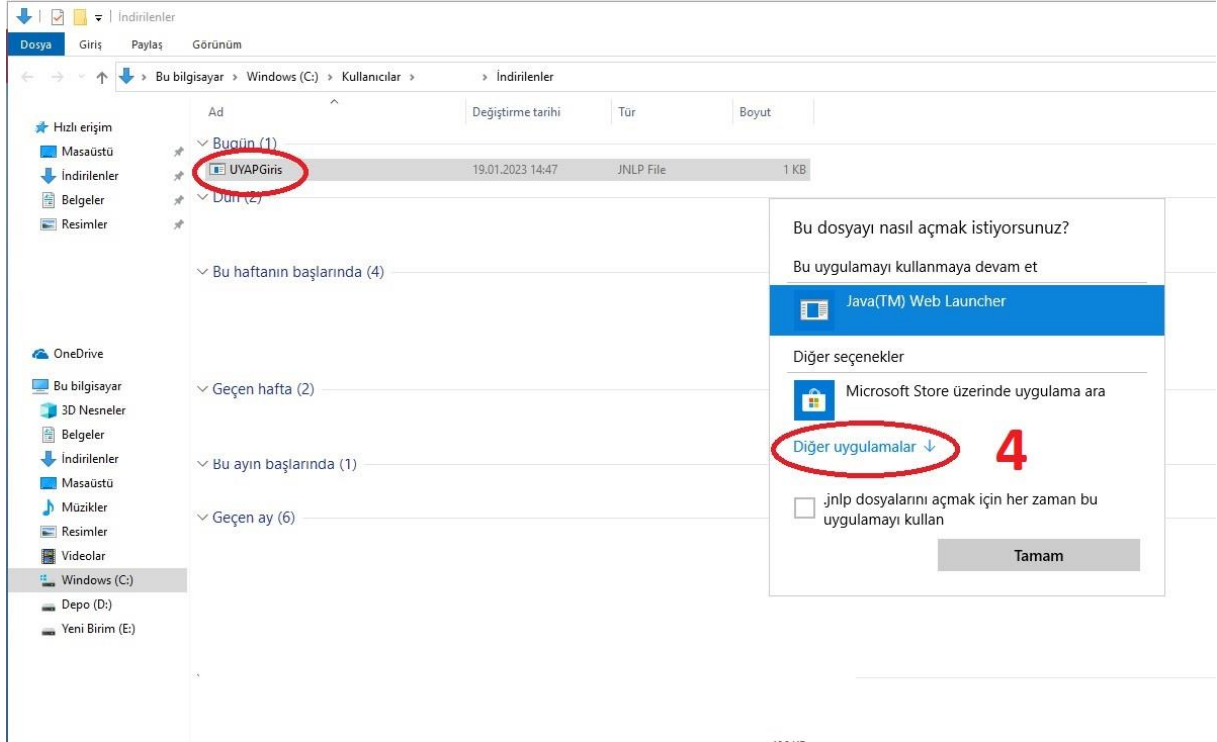 İndirilenler
Dosya Giriş Paylaş Görünüm
Bu bilgisayar > Windows (C:) > Kullanıcılar > > İndirilenler
Ad Değiştirme tarihi Tür Boyut
Hızlı erişim
Masaüstü
İndirilenler
Belgeler
Resimler
OneDrive
Bu bilgisayar
3D Nesneler
Belgeler
İndirilenler
Masaüstü
Müzikler
Resimler
Videolar
Windows (C:)
Depo (D:)
Yeni Birim (E:)
Bugün (1)
UYAPGiris 19.01.2023 14:47 JNLP File 1 KB
Dün (2)
Bu haftanın başlarında (4)
Geçen hafta (2)
Bu ayın başlarında (1)
Geçen ay (6)
Bu dosyayı nasıl açmak istiyorsunuz?
Bu uygulamayı kullanmaya devam et
Java(TM) Web Launcher
Diğer seçenekler
Microsoft Store üzerinde uygulama ara
Diğer uygulamalar ↓
4
.jnlp dosyalarını açmak için her zaman bu
uygulamayı kullan
Tamam